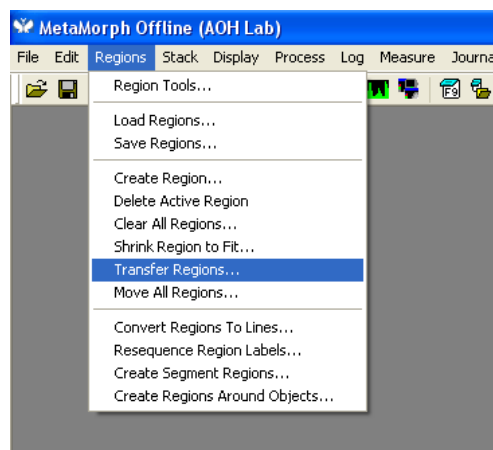 MetaMorph Offline (AOH Lab)
File Edit Regions Stack Display Process Log Measure Journa
Region Tools...
F9
Load Regions...
Save Regions...
Create Region...
Delete Active Region
Clear All Regions...
Shrink Region to Fit...
Transfer Regions...
Move All Regions...
Convert Regions To Lines...
Resequence Region Labels...
Create Segment Regions...
Create Regions Around Objects...